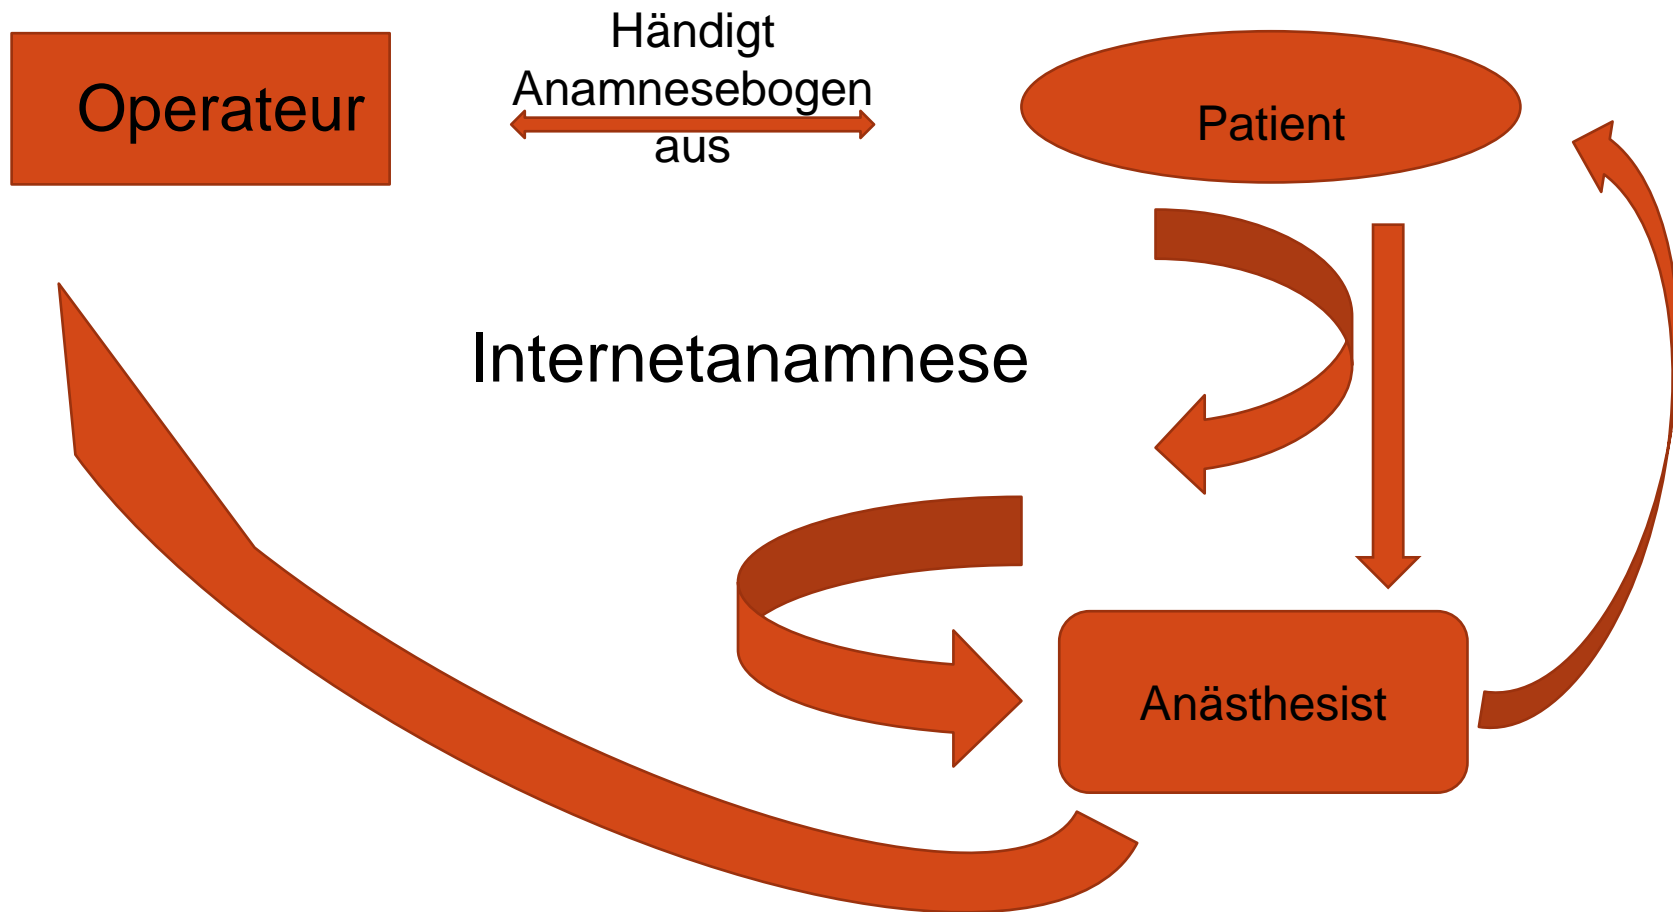 Operateur
Händigt
Anamnesebogen
aus
Patient
Internetanamnese
Anästhesist